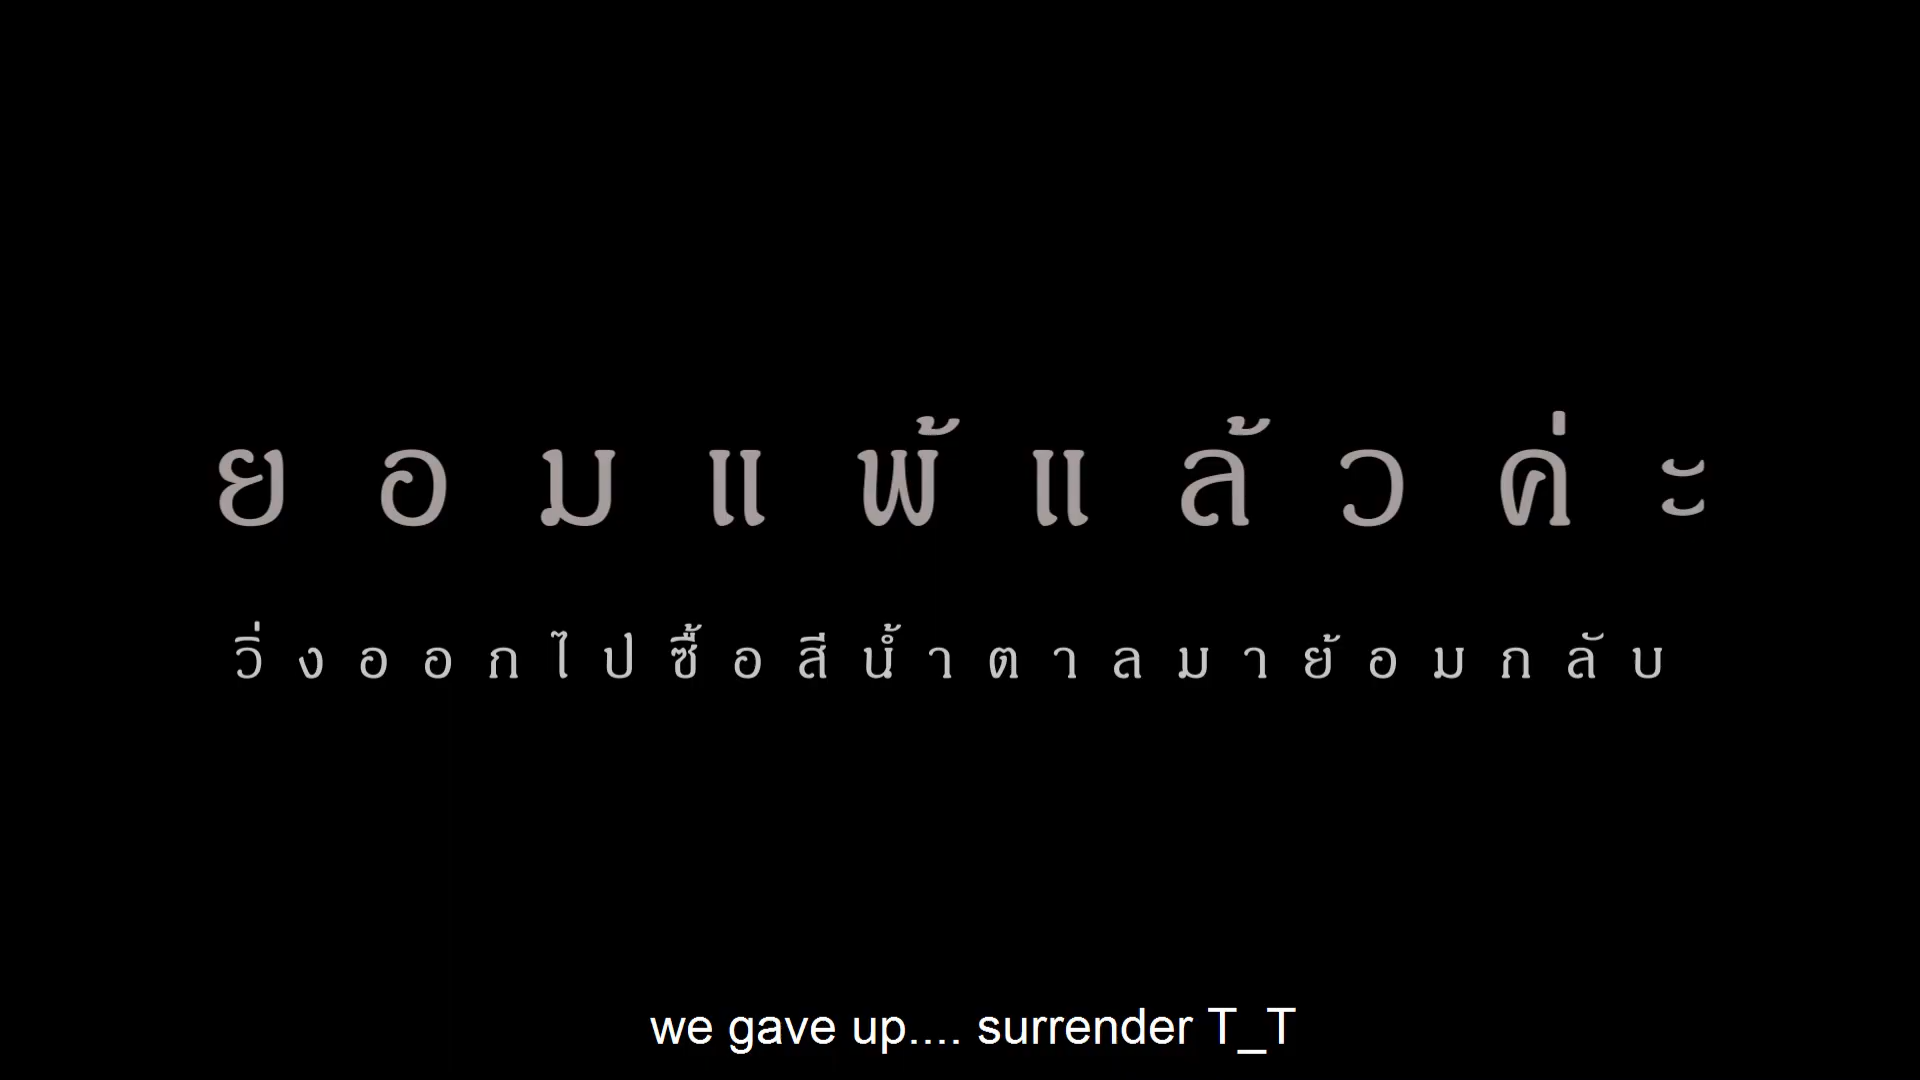 ยอมแพ้แล้วค่ะ
วิ่งออกไปซื้อสีน้ำตาลมาย้อมกลับ
we gave up.... surrender T_T